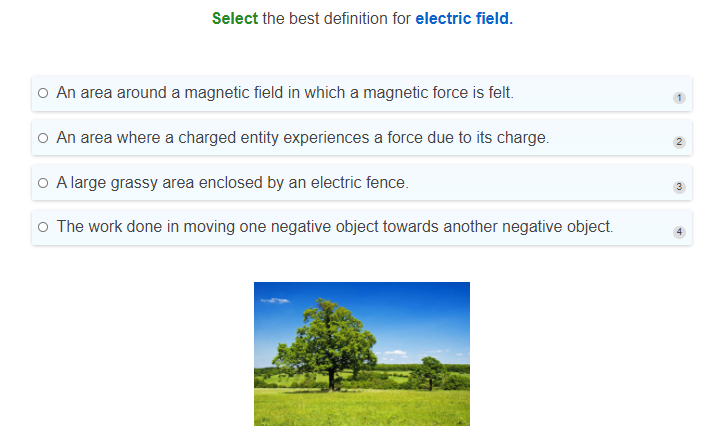 Select the best definition for electric field.
An area around a magnetic field in which a magnetic force is felt.
1
An area where a charged entity experiences a force due to its charge.
2
A large grassy area enclosed by an electric fence.
3
The work done in moving one negative object towards another negative object.
4